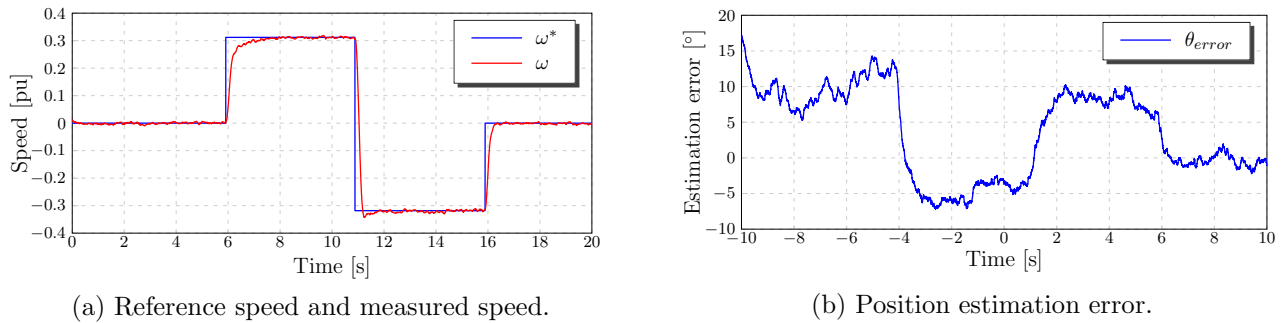 0.4
0.3
0.2
0.1
0
−0.1
−0.2
−0.3
−0.4
Speed [pu]
ω*
ω
0 2 4 6 8 10 12 14 16 18 20
Time [s]
(a) Reference speed and measured speed.
20
15
10
5
0
−5
−10
Estimation error [°]
θerror
−10 −8 −6 −4 −2 0 2 4 6 8 10
Time [s]
(b) Position estimation error.